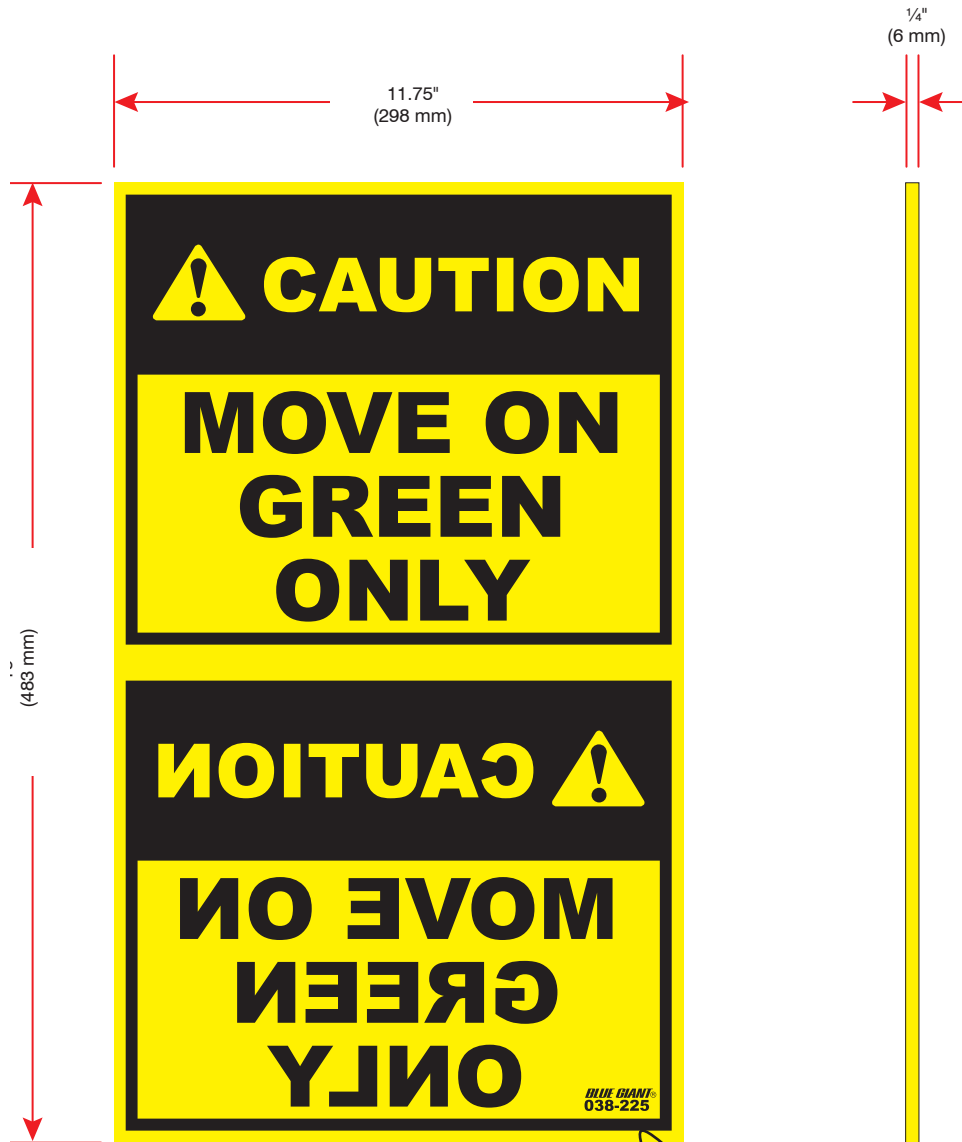 ¼"
(6 mm)
11.75"
(298 mm)
CAUTION
MOVE ON
GREEN
ONLY
(483 mm)
CAUTION
MOVE ON
GREEN
ONLY
BLUE GIANT®
038-225